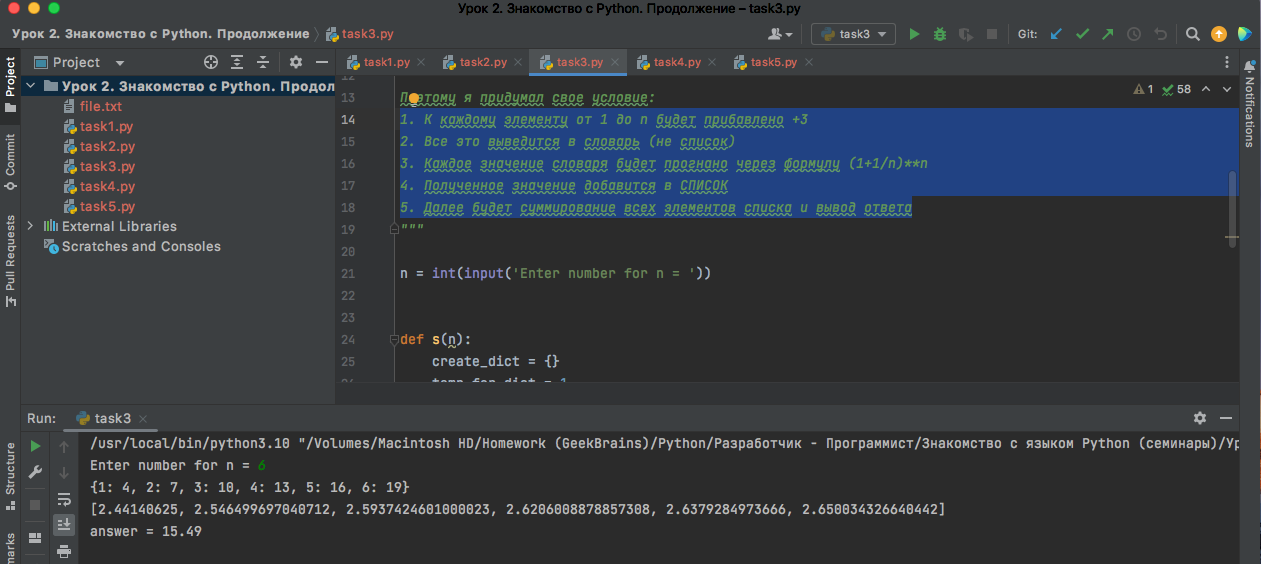 Урок 2. Знакомство с Python. Продолжение – task3.py
Урок 2. Знакомство с Python. Продолжение task3.py
task3
Git:
Project
task1.py
task2.py
task3.py
task4.py
task5.py
Project
Commit
Pull Requests
Structure
marks
Notifications
Урок 2. Знакомство с Python. Продол
file.txt
task1.py
task2.py
task3.py
task4.py
task5.py
External Libraries
Scratches and Consoles
1 58
12
13 Поэтому я придимал свое условие:
14 1. К каждому элементу от 1 до n будет прибавлено +3
15 2. Все это выведится в словарь (не список)
16 3. Каждое значение словаря будет прогнано через формулу (1+1/n)**n
17 4. Полученное значение добавится в СПИСОК
18 5. Далее будет суммирование всех элементов списка и вывод ответа
19 """
20
21 n = int(input('Enter number for n = '))
22
23
24 def s(n):
25 create_dict = {}
26 temp_for_dict = 1
Run: task3
/usr/local/bin/python3.10 "/Volumes/Macintosh HD/Homework (GeekBrains)/Python/Разработчик - Программист/Знакомство с языком Python (семинары)/Ур
Enter number for n = 6
{1: 4, 2: 7, 3: 10, 4: 13, 5: 16, 6: 19}
[2.44140625, 2.546499697040712, 2.5937424601000023, 2.6206008878857308, 2.6379284973666, 2.650034326640442]
answer = 15.49